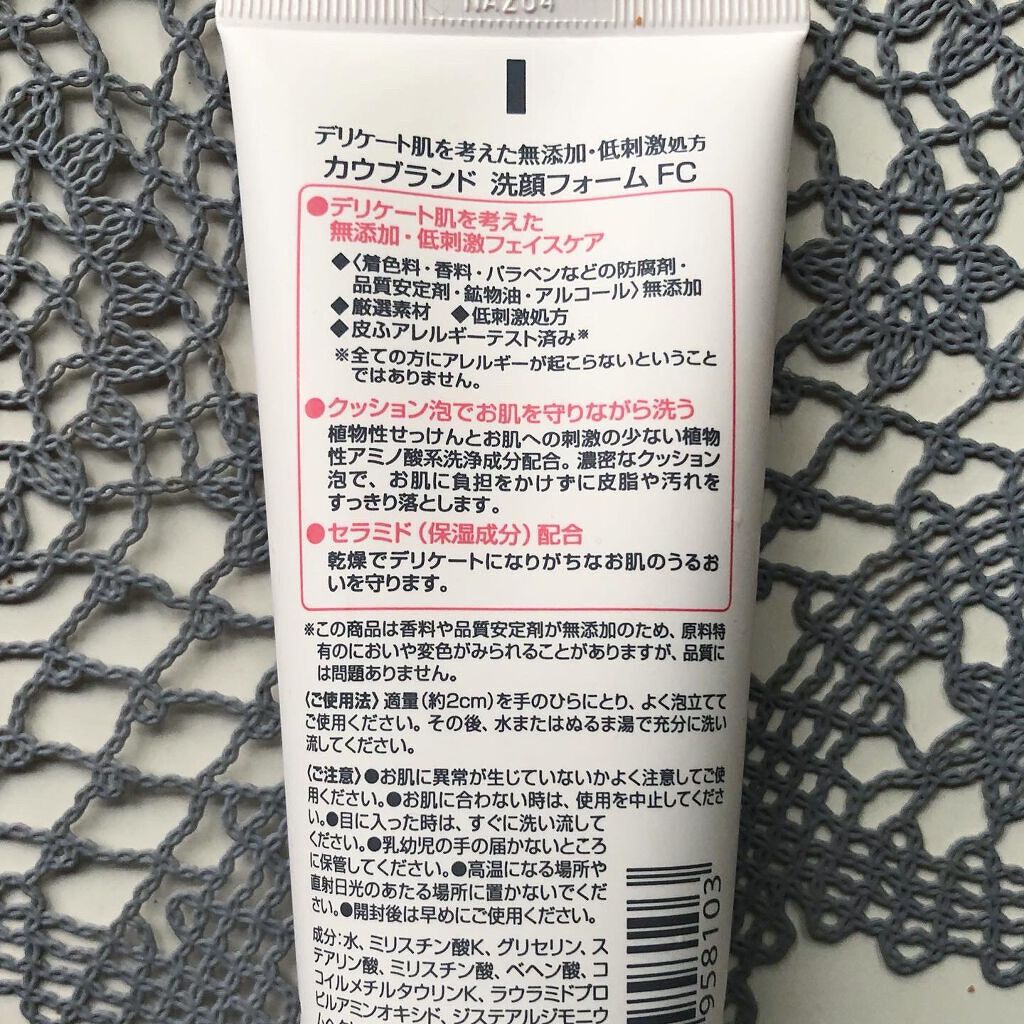 NA204
デリケート肌を考えた無添加・低刺激処方
カウブランド 洗顔フォーム FC
●デリケート肌を考えた
無添加・低刺激フェイスケア
◆〈着色料・香料・パラベンなどの防腐剤・
品質安定剤・鉱物油・アルコール〉無添加
◆厳選素材 ◆低刺激処方
◆皮ふアレルギーテスト済み※
※全ての方にアレルギーが起こらないということ
ではありません。
●クッション泡でお肌を守りながら洗う
植物性せっけんとお肌への刺激の少ない植物
性アミノ酸系洗浄成分配合。濃密なクッション
泡で、お肌に負担をかけずに皮脂や汚れを
すっきり落とします。
●セラミド(保湿成分)配合
乾燥でデリケートになりがちなお肌のうるお
いを守ります。
※この商品は香料や品質安定剤が無添加のため、原料特
有のにおいや変色がみられることがありますが、品質に
は問題ありません。
〈ご使用法〉適量(約2cm)を手のひらにとり、よく泡立てて
ご使用ください。その後、水またはぬるま湯で充分に洗い
流してください。
〈ご注意〉●お肌に異常が生じていないかよく注意してご使
用ください。●お肌に合わない時は、使用を中止してくださ
い。●目に入った時は、すぐに洗い流して
ください。●乳幼児の手の届かないところ
に保管してください。●高温になる場所や
直射日光のあたる場所に置かないでくだ
さい。●開封後は早めにご使用ください。
成分:水、ミリスチン酸K、グリセリン、ス
テアリン酸、ミリスチン酸、ベヘン酸、コ
コイルメチルタウリンK、ラウラミドプロ
ピルアミンオキシド、ジステアルジモニウ
958103